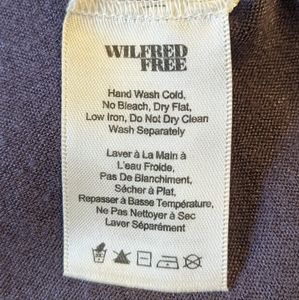 WILFRED
FREE
Hand Wash Cold,
No Bleach, Dry Flat,
Low Iron, Do Not Dry Clean
Wash Separately
Laver à La Main à
L'eau Froide,
Pas De Blanchiment,
Sécher à Plat,
Repasser à Basse Température,
Ne Pas Nettoyer à Sec
Laver Séparément